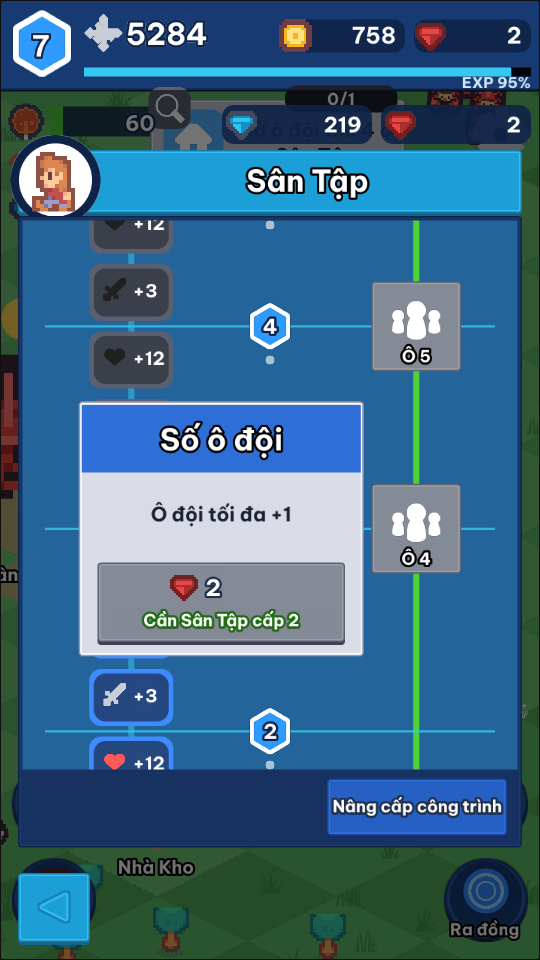 7
5284
758
2
EXP 95%
0/1
60
219
2
Sân Tập
+12
+3
4
+12
Ô 5
Số ô đội
Ô đội tối đa +1
Ô 4
2
Cần Sân Tập cấp 2
+3
2
+12
Nâng cấp công trình
Nhà Kho
Ra đồng